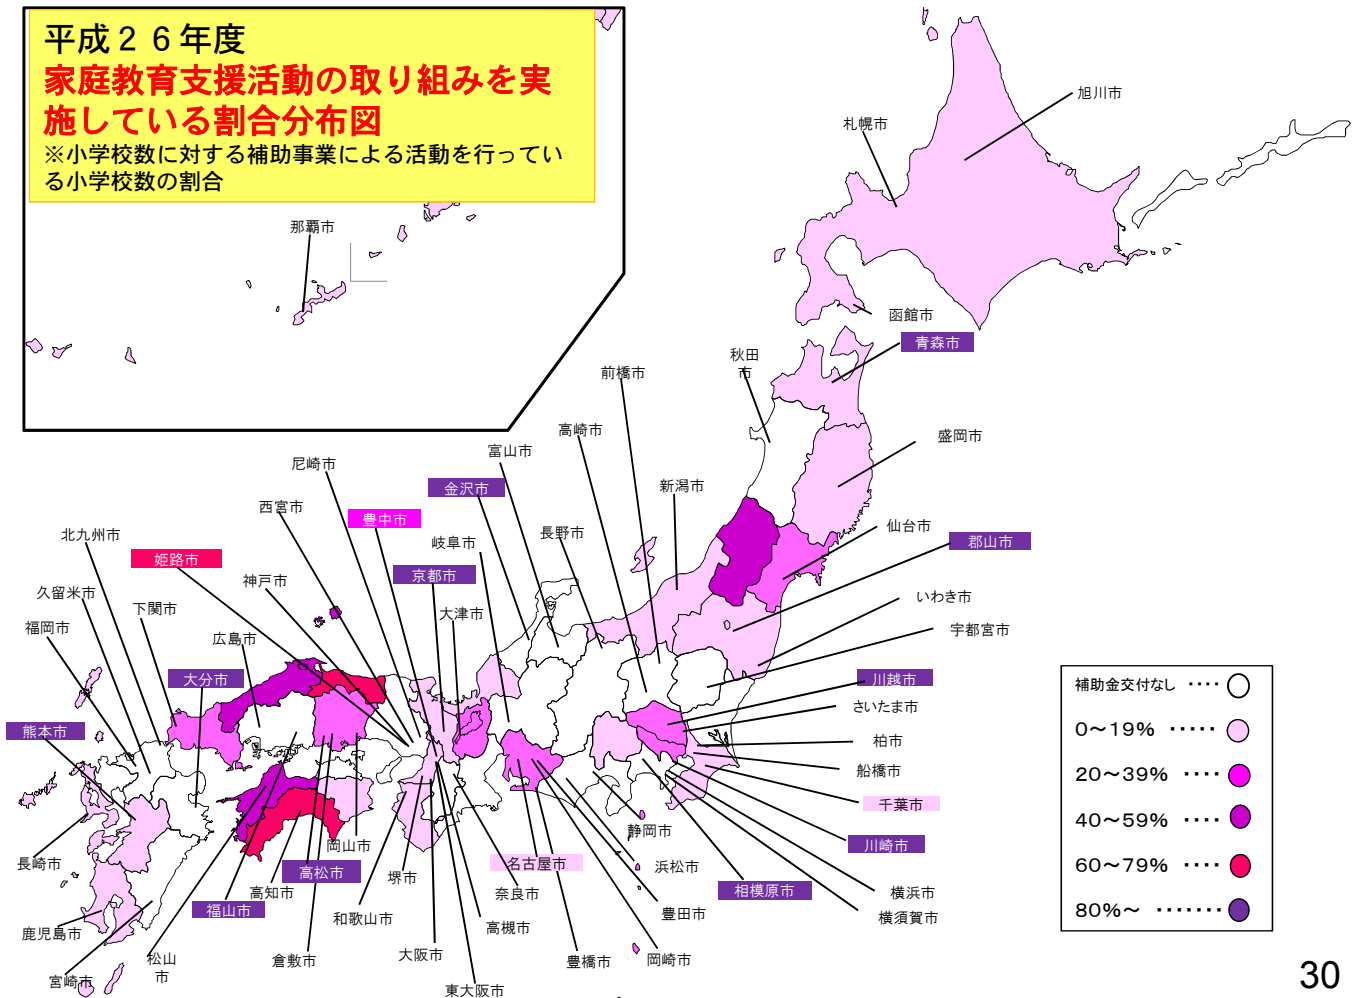 平成２６年度
家庭教育支援活動の取り組みを実
施している割合分布図
※小学校数に対する補助事業による活動を行ってい
る小学校数の割合
那覇市
旭川市
札幌市
函館市
青森市
秋田
市
前橋市
高崎市
盛岡市
富山市
尼崎市
金沢市
新潟市
西宮市
豊中市
仙台市
北九州市
岐阜市
長野市
郡山市
姫路市
京都市
神戸市
久留米市
下関市
大津市
いわき市
福岡市
広島市
宇都宮市
大分市
川越市
さいたま市
熊本市
柏市
船橋市
千葉市
静岡市
岡山市
川崎市
長崎市
名古屋市
浜松市
高松市
堺市
高知市
奈良市
相模原市
横浜市
福山市
和歌山市
豊田市
横須賀市
高槻市
鹿児島市
松山
市
倉敷市
大阪市
豊橋市
岡崎市
宮崎市
東大阪市
補助金交付なし ‥‥
0～19% ‥‥‥
20～39% ‥‥
40～59% ‥‥
60～79% ‥‥
80%～ ‥‥‥‥
30